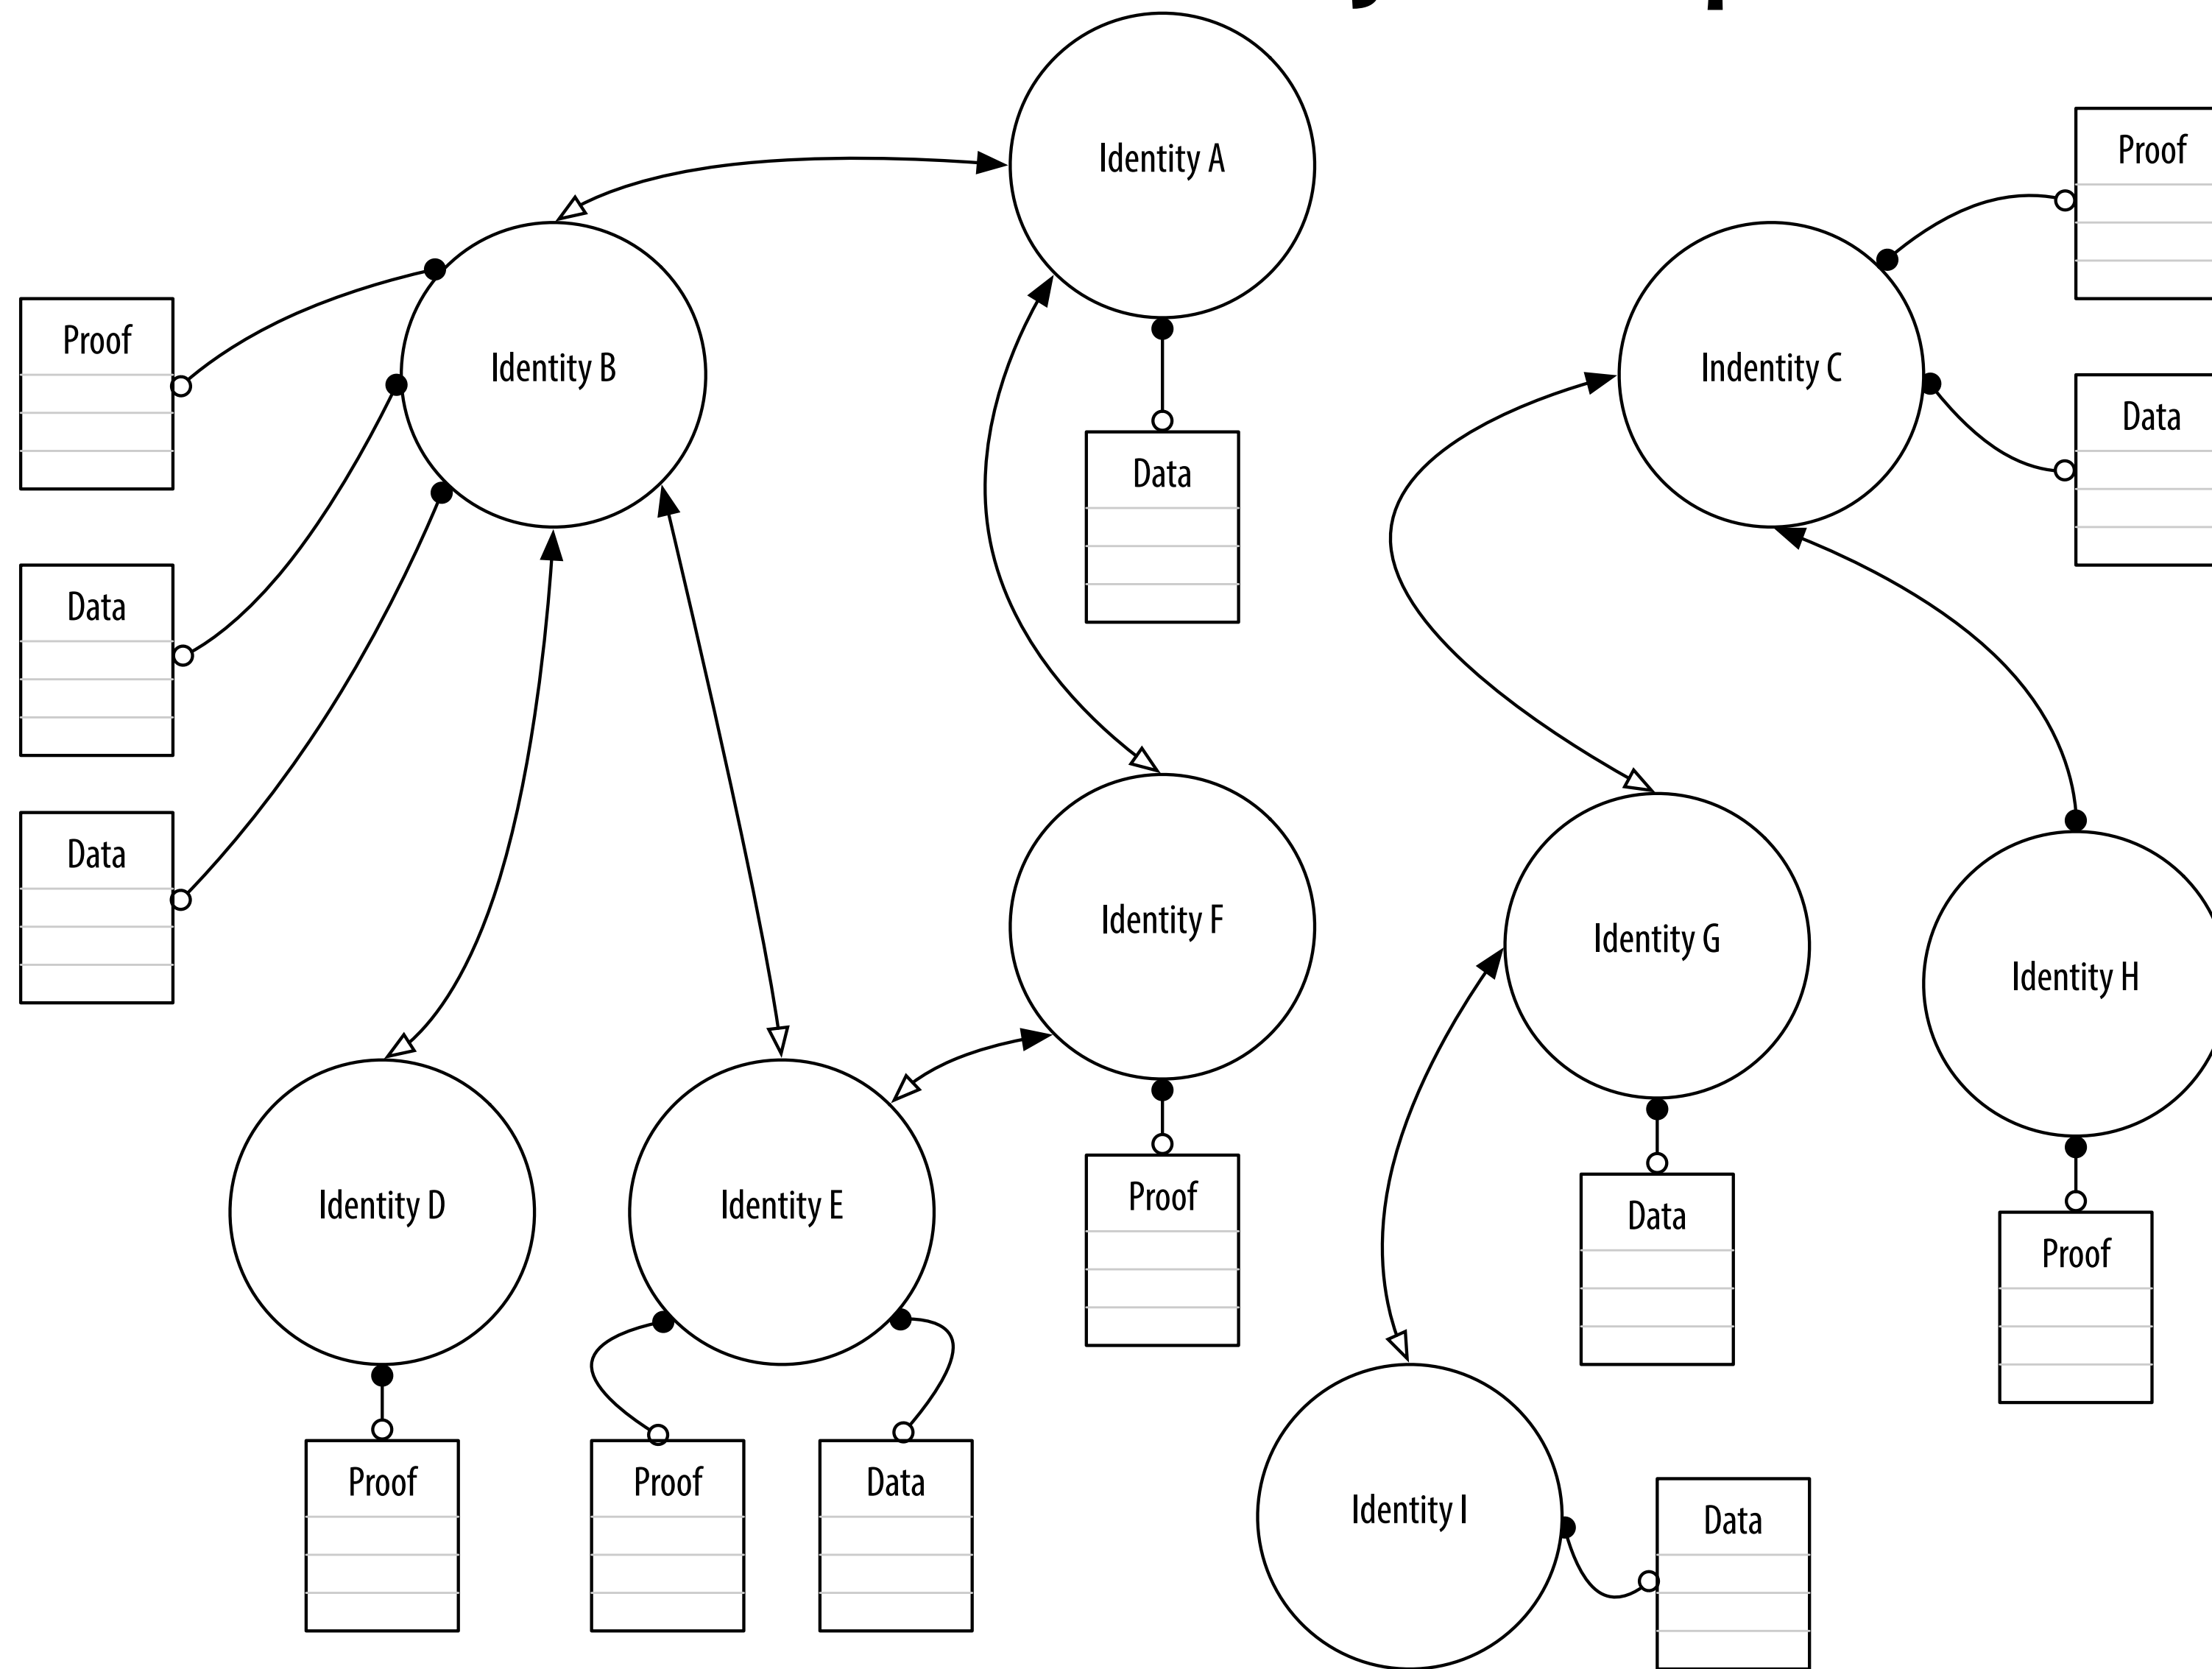 Identity A
Proof
Identity B
Indentity C
Proof
Data
Data
Data
Data
Identity F
Identity G
Identity H
Identity D
Identity E
Proof
Data
Proof
Proof
Proof
Data
Identity I
Data